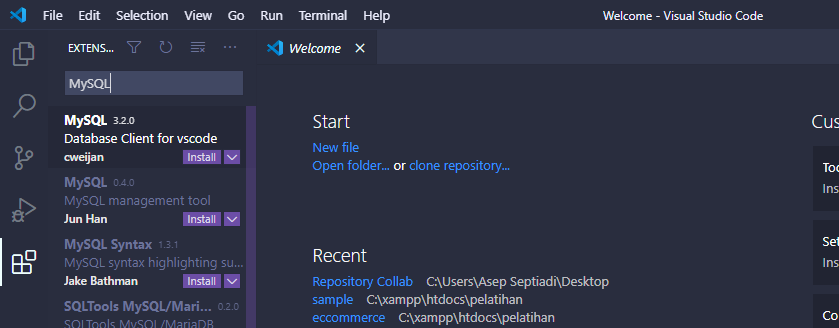 File Edit Selection View Go Run Terminal Help Welcome - Visual Studio Code
EXTENS... ···
Welcome
MySQL
MySQL 3.2.0
Database Client for vscode
cweijan Install
MySQL 0.4.0
MySQL management tool
Jun Han Install
MySQL Syntax 1.3.1
MySQL syntax highlighting su...
Jake Bathman Install
SQLTools MySQL/Mari... 0.2.0
SQLTools MySQL/MariaDB
Start
New file
Open folder... or clone repository...
Recent
Repository Collab C:\Users\Asep Septiadi\Desktop
sample C:\xampp\htdocs\pelatihan
eccommerce C:\xampp\htdocs\pelatihan
Cus
Too
Ins
Set
Ins
Co